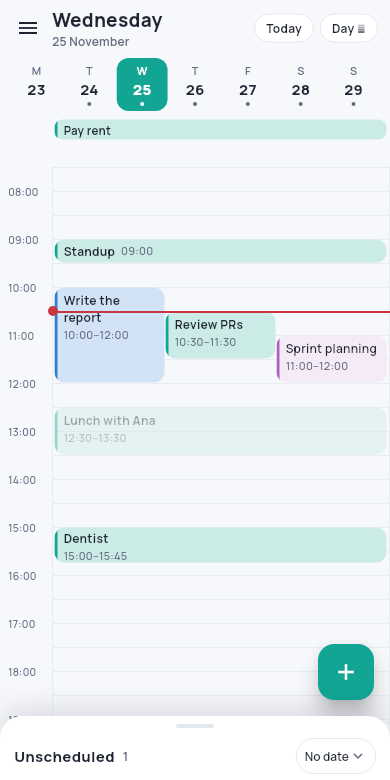 Wednesday
25 November
Today
Day
M T W T F S S
23 24 25 26 27 28 29
Pay rent
08:00
09:00
Standup 09:00
10:00
Write the
report
10:00–12:00
Review PRs
10:30–11:30
11:00
Sprint planning
11:00–12:00
12:00
Lunch with Ana
12:30–13:30
13:00
14:00
15:00
Dentist
15:00–15:45
16:00
17:00
18:00
Unscheduled 1
No date